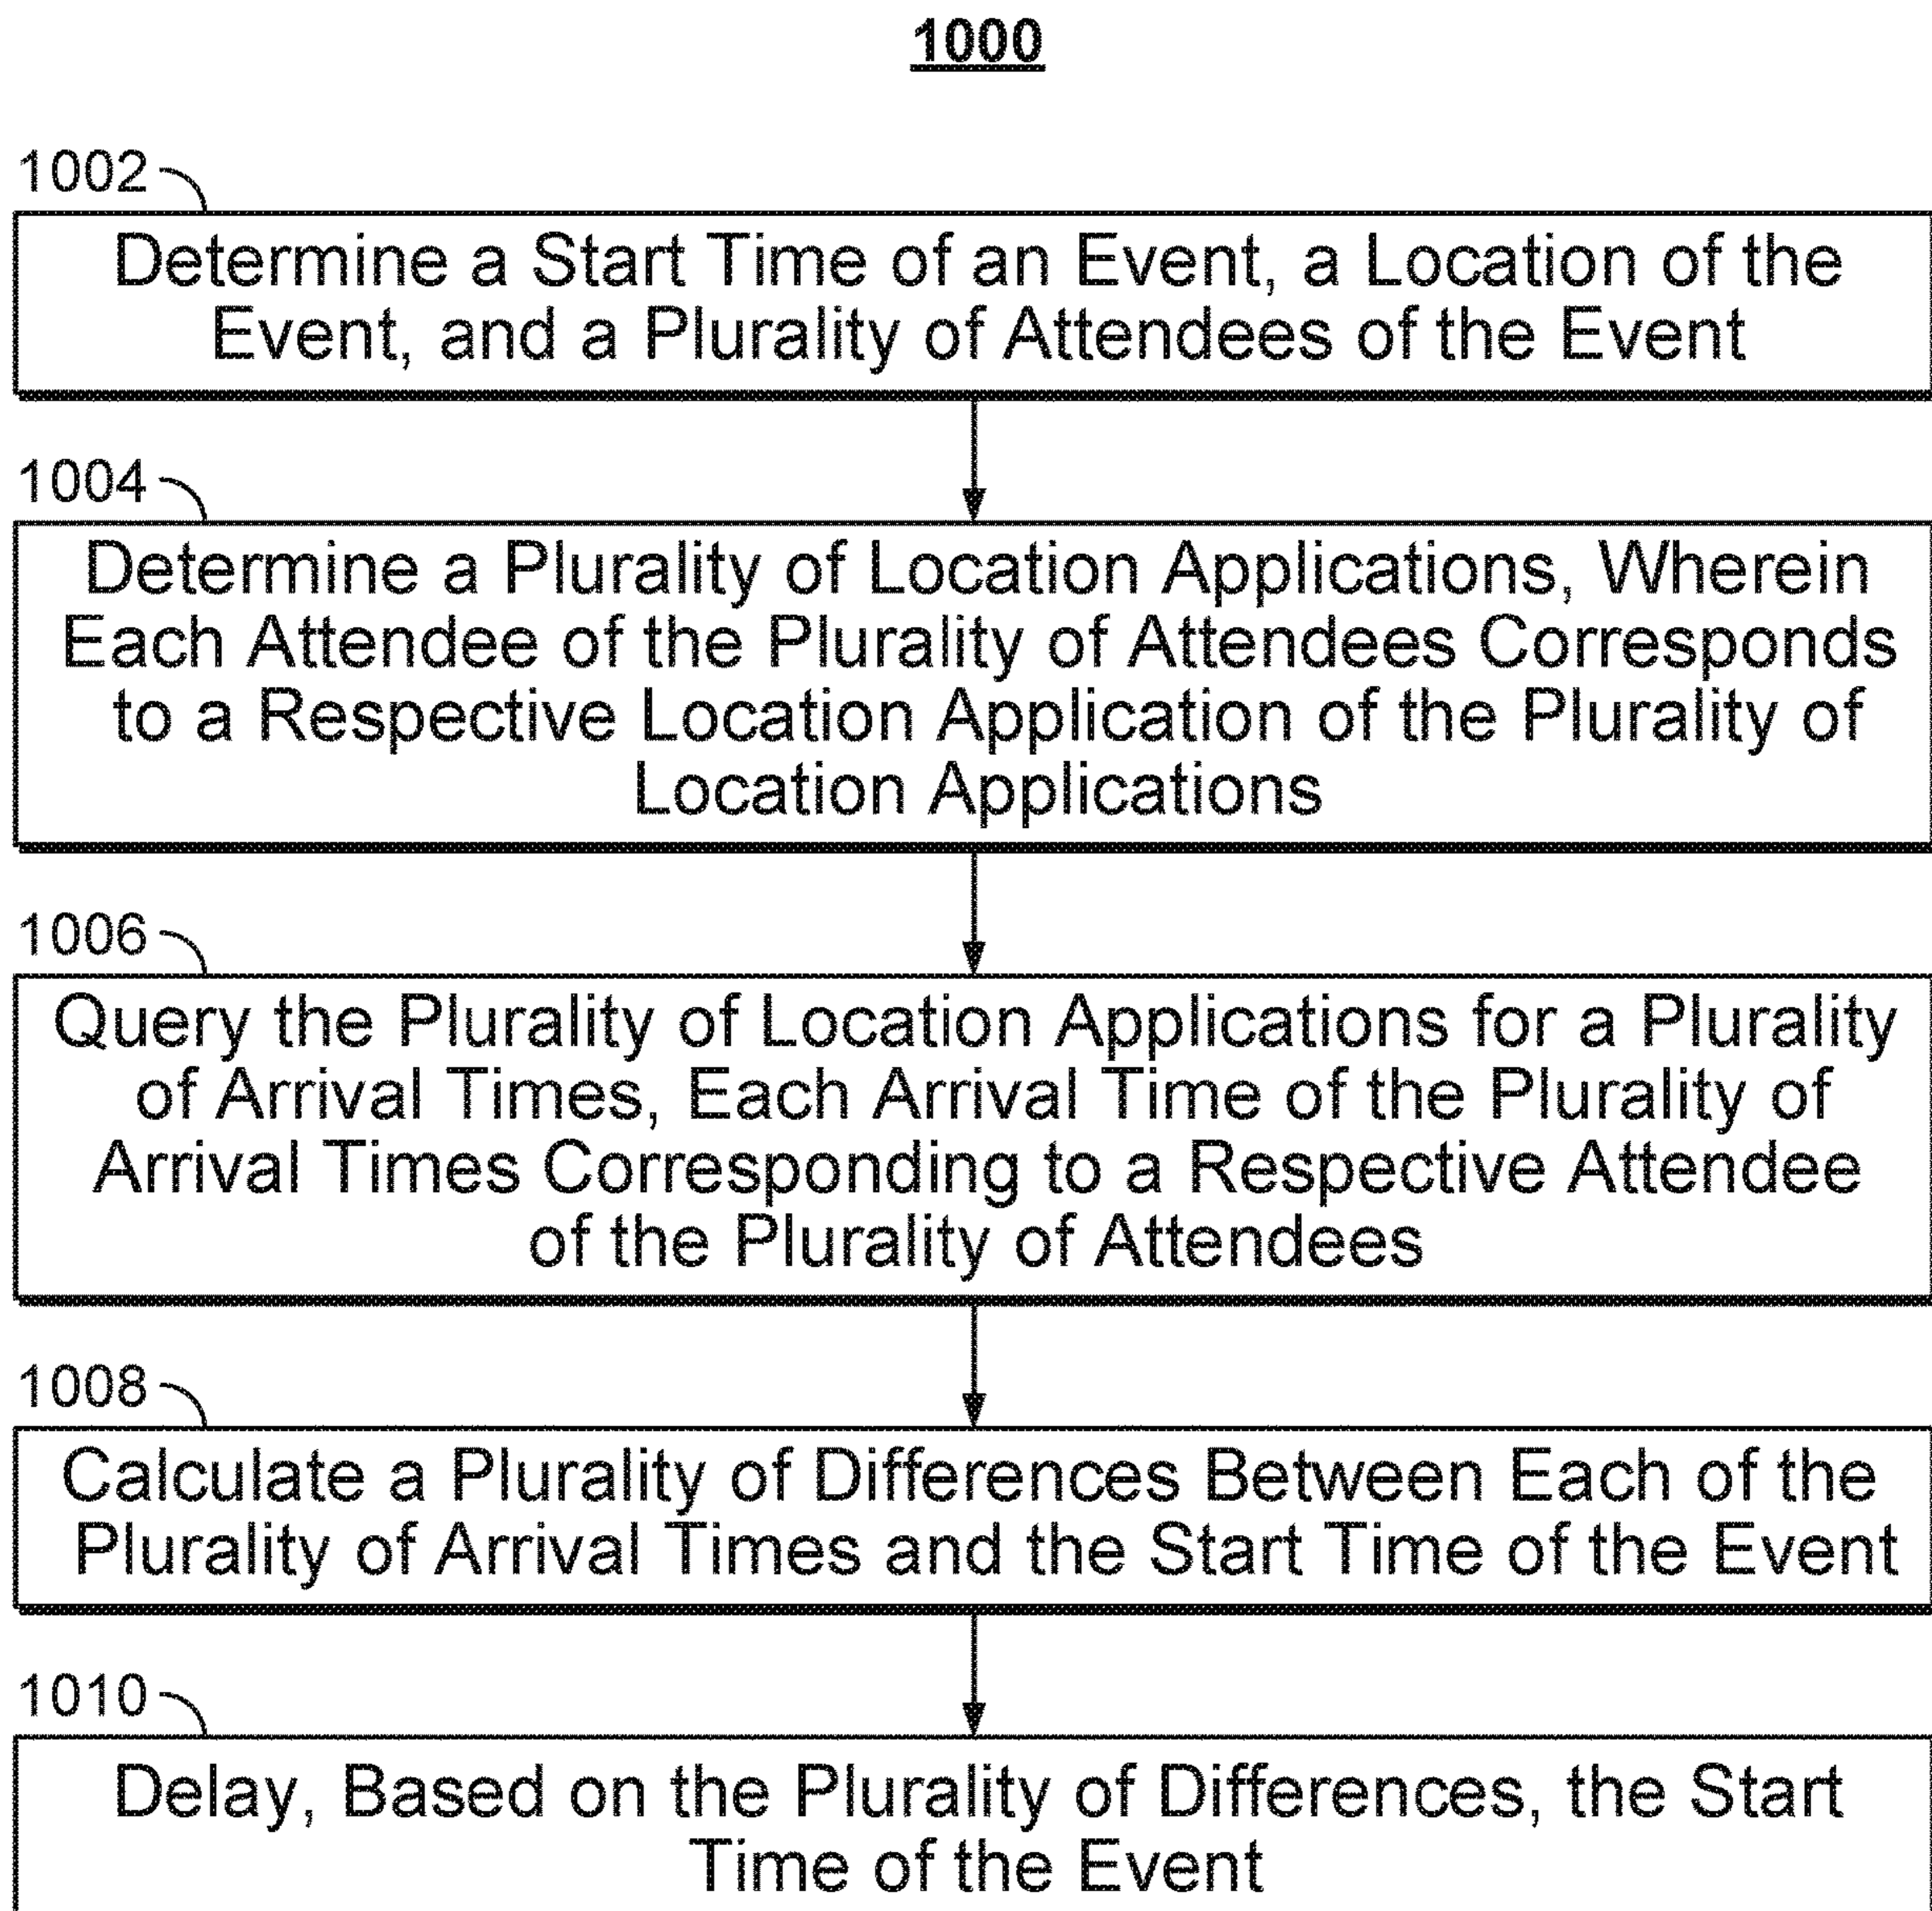 1000
1002
Determine a Start Time of an Event, a Location of the
Event, and a Plurality of Attendees of the Event
1004
Determine a Plurality of Location Applications, Wherein
Each Attendee of the Plurality of Attendees Corresponds
to a Respective Location Application of the Plurality of
Location Applications
1006
Query the Plurality of Location Applications for a Plurality
of Arrival Times, Each Arrival Time of the Plurality of
Arrival Times Corresponding to a Respective Attendee
of the Plurality of Attendees
1008
Calculate a Plurality of Differences Between Each of the
Plurality of Arrival Times and the Start Time of the Event
1010
Delay, Based on the Plurality of Differences, the Start
Time of the Event